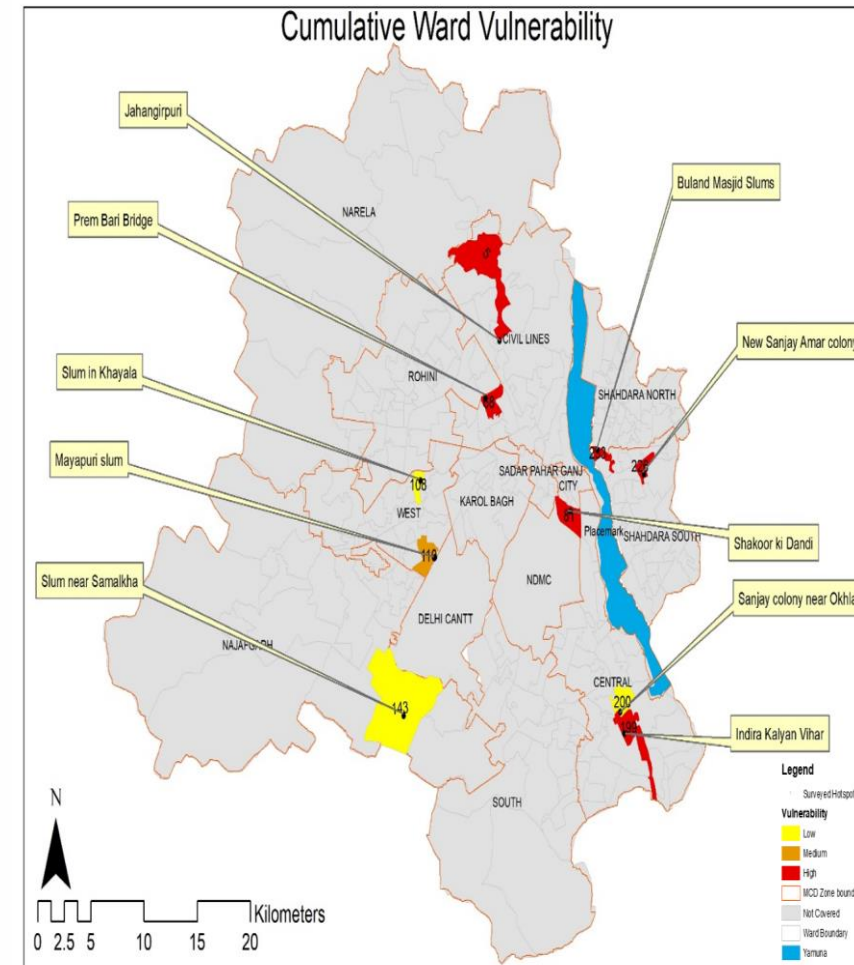 Cumulative Ward Vulnerability
Jahangirpuri
Buland Masjid Slums
NARELA
Prem Bari Bridge
CIVIL LINES
New Sanjay Amar colony
ROHINI
Slum in Khayala
SHAHDARA NORTH
Mayapuri slum
SADAR PAHAR GANJ
CITY
108
KAROL BAGH
WEST
Placemark
SHAHDARA SOUTH
Shakoor ki Dandi
NDMC
Slum near Samalkha
Sanjay colony near Okhla
DELHI CANTT
NAJAFGARH
CENTRAL
200
143
Indira Kalyan Vihar
SOUTH
N
Kilometers
0 2.5 5 10 15 20
Legend
Surveyed Hotspot
Vulnerability
Low
Medium
High
MCD Zone bound
Not Covered
Ward Boundary
Yamuna